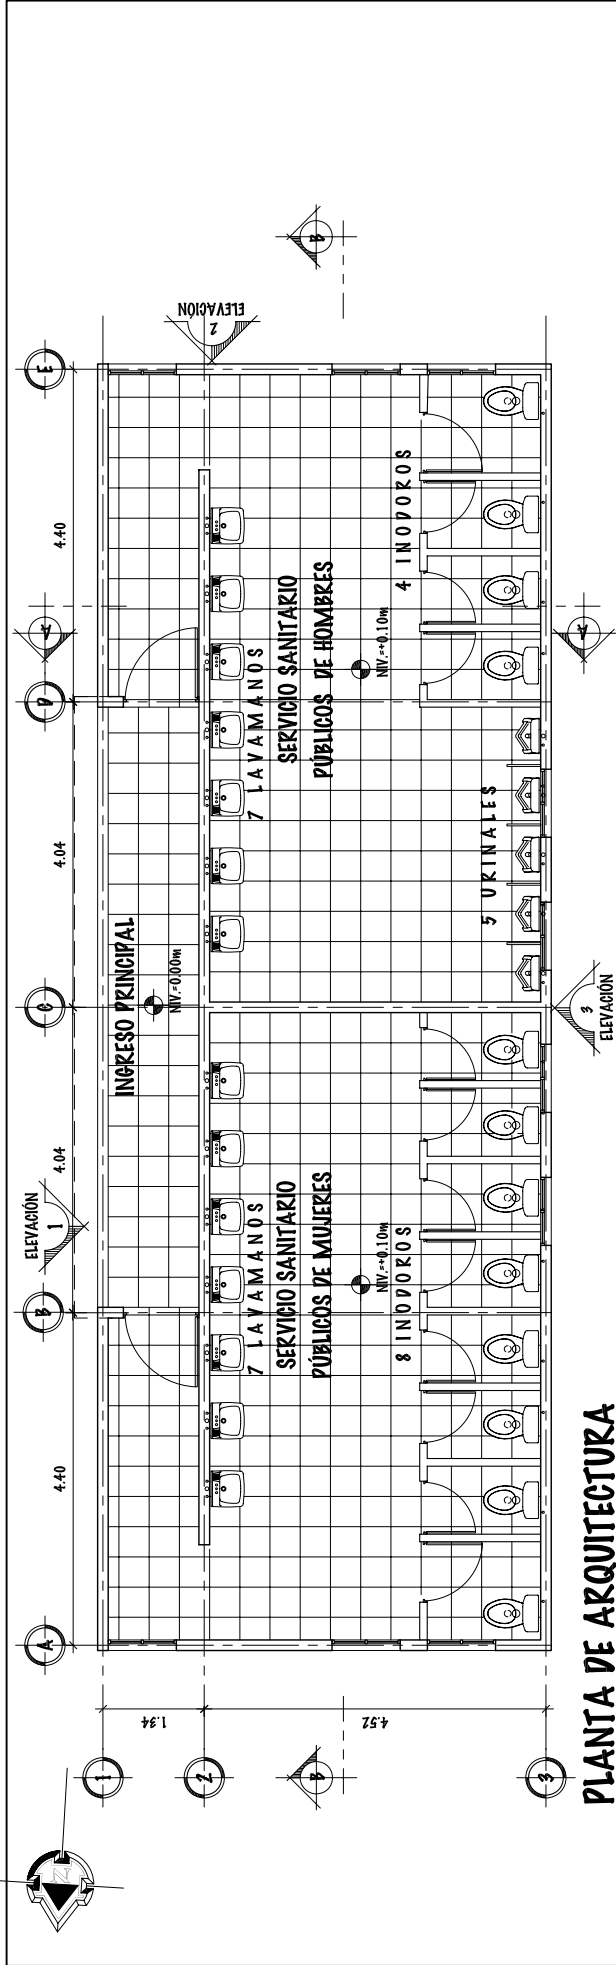 N
A
B
C
D
E
4.40
4.04
4.04
4.40
ELEVACIÓN
1
A
1
2
3
1.34
4.52
B
B
ELEVACIÓN
2
INGRESO PRINCIPAL
NIV.=0.00m
7 LAVAMANOS
SERVICIO SANITARIO
PÚBLICOS DE MUJERES
NIV.=+0.10m
8 INODOROS
7 LAVAMANOS
SERVICIO SANITARIO
PÚBLICOS DE HOMBRES
NIV.=+0.10m
4 INODOROS
5 URINALES
3
ELEVACIÓN
A
PLANTA DE ARQUITECTURA